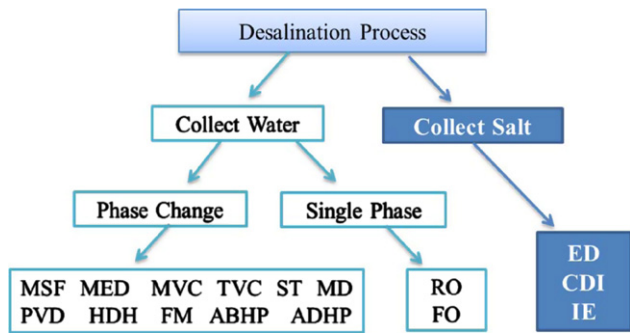 Desalination Process
Collect Water
Collect Salt
Phase Change
Single Phase
MSF MED MVC TVC ST MD
PVD HDH FM ABHP ADHP
RO
FO
ED
CDI
IE